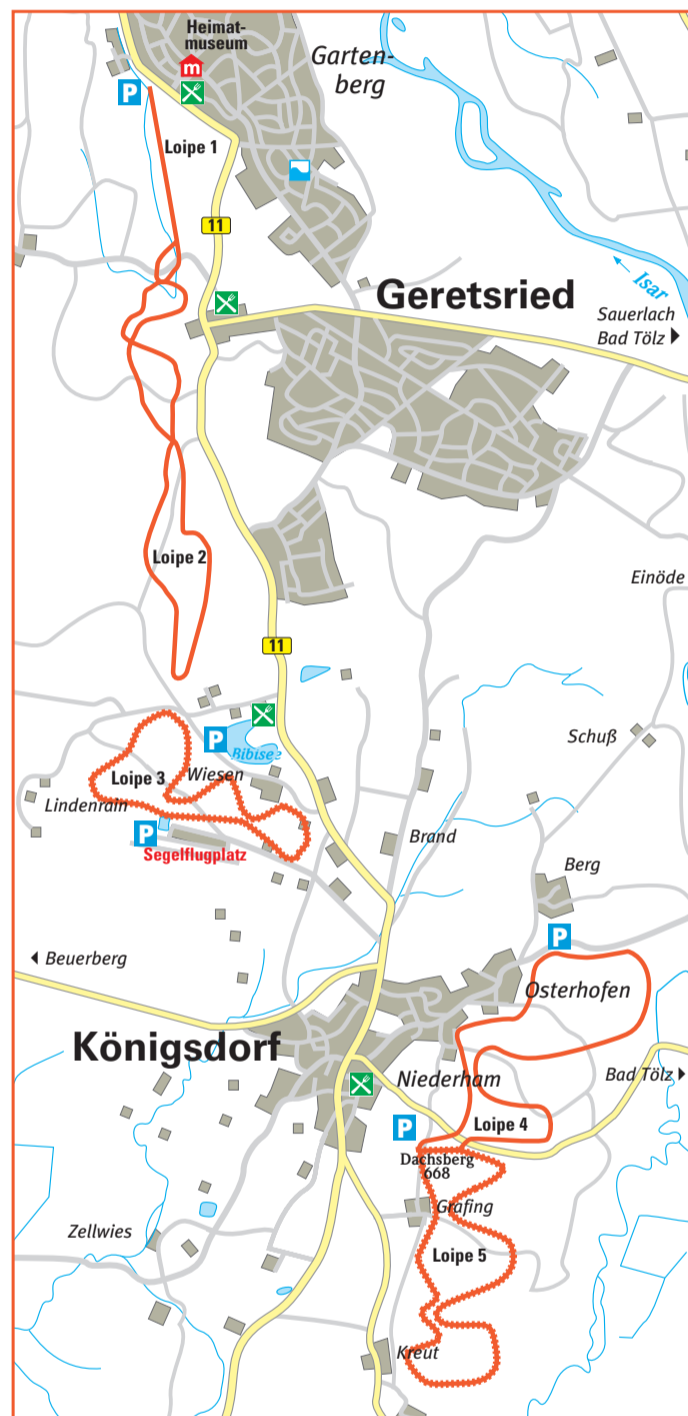 Heimat-
museum
m
Garten-
berg
P
Loipe 1
11
Isar
Geretsried
Sauerlach
Bad Tölz
Loipe 2
Einöde
11
Schuß
P
Bibisee
Loipe 3
Wiesen
Lindenrain
P
Segelflugplatz
Brand
Berg
P
Beuerberg
Osterhofen
Königsdorf
Niederham
Bad Tölz
P
Loipe 4
Dachsberg
668
Grafing
Zellwies
Loipe 5
Kreut